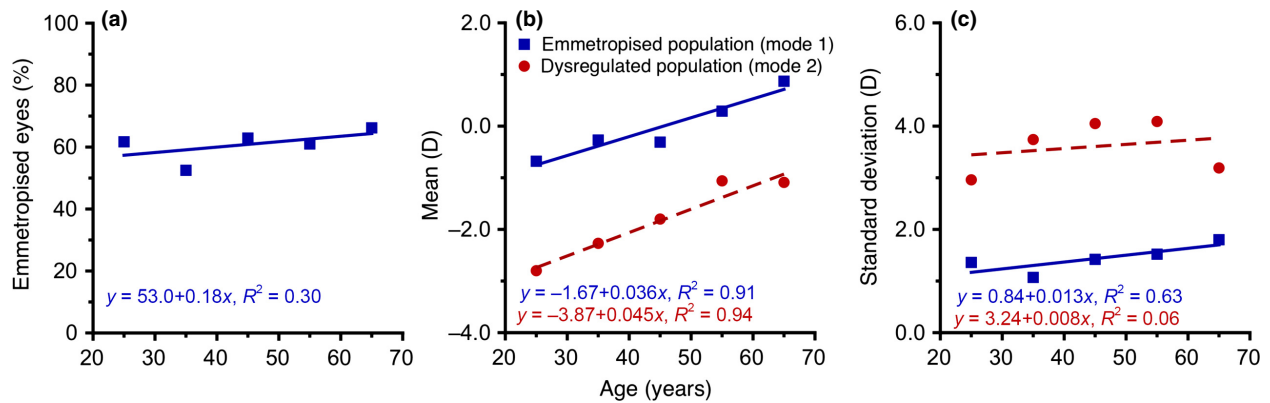 (a)
100
80
60
40
20
0
Emmetropised eyes (%)
y = 53.0+0.18x, R² = 0.30
20 30 40 50 60 70
(b)
2.0
0.0
–2.0
–4.0
Mean (D)
Emmetropised population (mode 1)
Dysregulated population (mode 2)
y = –1.67+0.036x, R² = 0.91
y = –3.87+0.045x, R² = 0.94
20 30 40 50 60 70
Age (years)
(c)
6.0
4.0
2.0
0.0
Standard deviation (D)
y = 0.84+0.013x, R² = 0.63
y = 3.24+0.008x, R² = 0.06
20 30 40 50 60 70